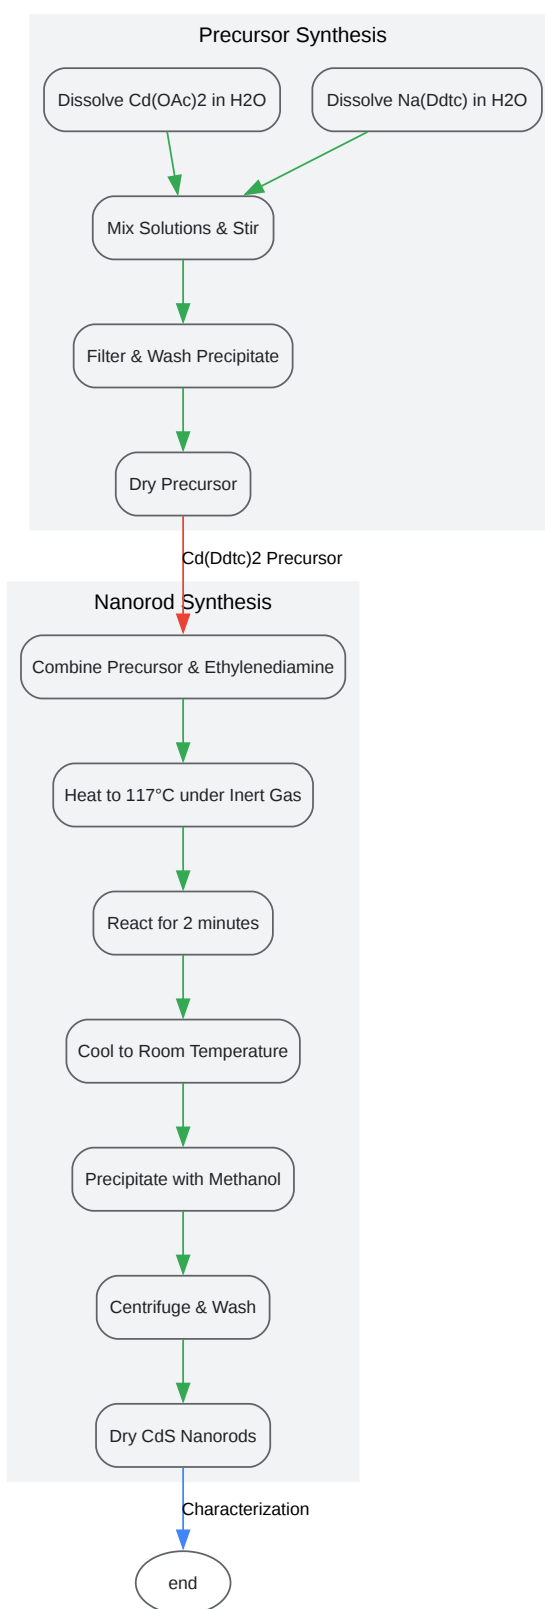 Precursor Synthesis
Dissolve Cd(OAc)2 in H2O
Dissolve Na(Ddtc) in H2O
Mix Solutions & Stir
Filter & Wash Precipitate
Dry Precursor
Cd(Ddtc)2 Precursor
Nanorod Synthesis
Combine Precursor & Ethylenediamine
Heat to 117°C under Inert Gas
React for 2 minutes
Cool to Room Temperature
Precipitate with Methanol
Centrifuge & Wash
Dry CdS Nanorods
Characterization
end